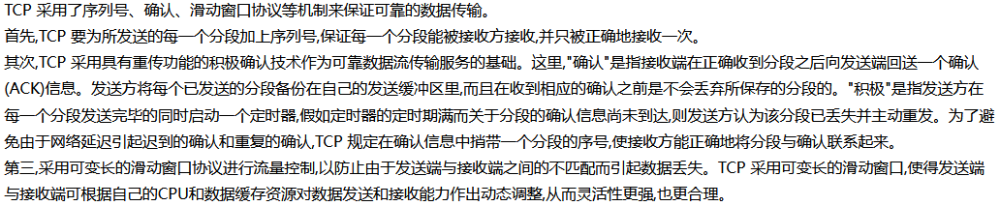 TCP 采用了序列号、确认、滑动窗口协议等机制来保证可靠的数据传输。
首先,TCP 要为所发送的每一个分段加上序列号,保证每一个分段能被接收方接收,并只被正确地接收一次。
其次,TCP 采用具有重传功能的积极确认技术作为可靠数据流传输服务的基础。这里,"确认"是指接收端在正确收到分段之后向发送端回送一个确认
(ACK)信息。发送方将每个已发送的分段备份在自己的发送缓冲区里,而且在收到相应的确认之前是不会丢弃所保存的分段的。"积极"是指发送方在
每一个分段发送完毕的同时启动一个定时器,假如定时器的定时期满而关于分段的确认信息尚未到达,则发送方认为该分段已丢失并主动重发。为了避
免由于网络延迟引起迟到的确认和重复的确认,TCP 规定在确认信息中捎带一个分段的序号,使接收方能正确地将分段与确认联系起来。
第三,采用可变长的滑动窗口协议进行流量控制,以防止由于发送端与接收端之间的不匹配而引起数据丢失。TCP 采用可变长的滑动窗口,使得发送端
与接收端可根据自己的CPU和数据缓存资源对数据发送和接收能力作出动态调整,从而灵活性更强,也更合理。